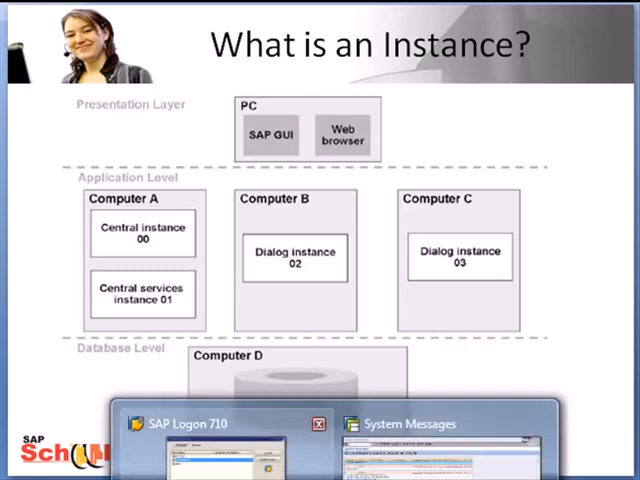 What is an Instance?
Presentation Layer
PC
SAP GUI
Web
browser
Application Level
Computer A
Computer B
Computer C
Central instance
00
Dialog instance
02
Dialog instance
03
Central services
instance 01
Database Level
Computer D
SAP Logon 710
System Messages
SAP